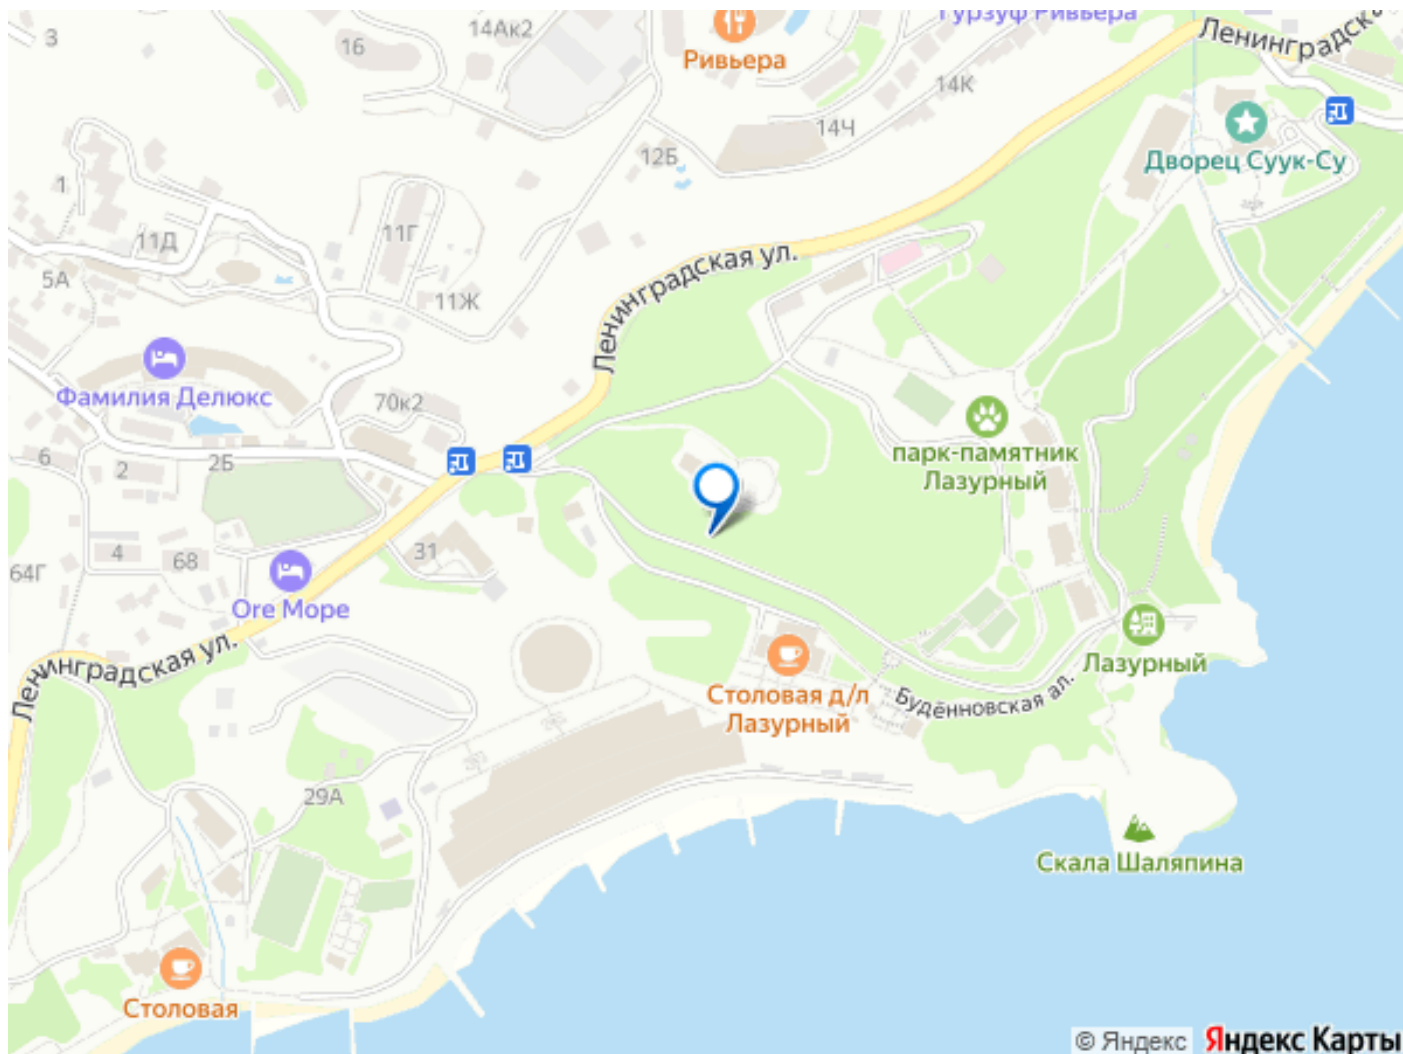 3
16
14Ак2
Ривьера
Гурзуф Ривьера
Ленинградская
14К
14Ч
12Б
Дворец Суук-Су
1
11Д
11Г
5А
11Ж
Ленинградская ул.
Фамилия Делюкс
70к2
парк-памятник
Лазурный
6
2
2Б
4
68
31
64Г
Ore Море
Ленинградская ул.
Лазурный
Столовая д/л
Лазурный
Будённовская ал.
29А
Скала Шаляпина
Столовая
© Яндекс Яндекс Карты